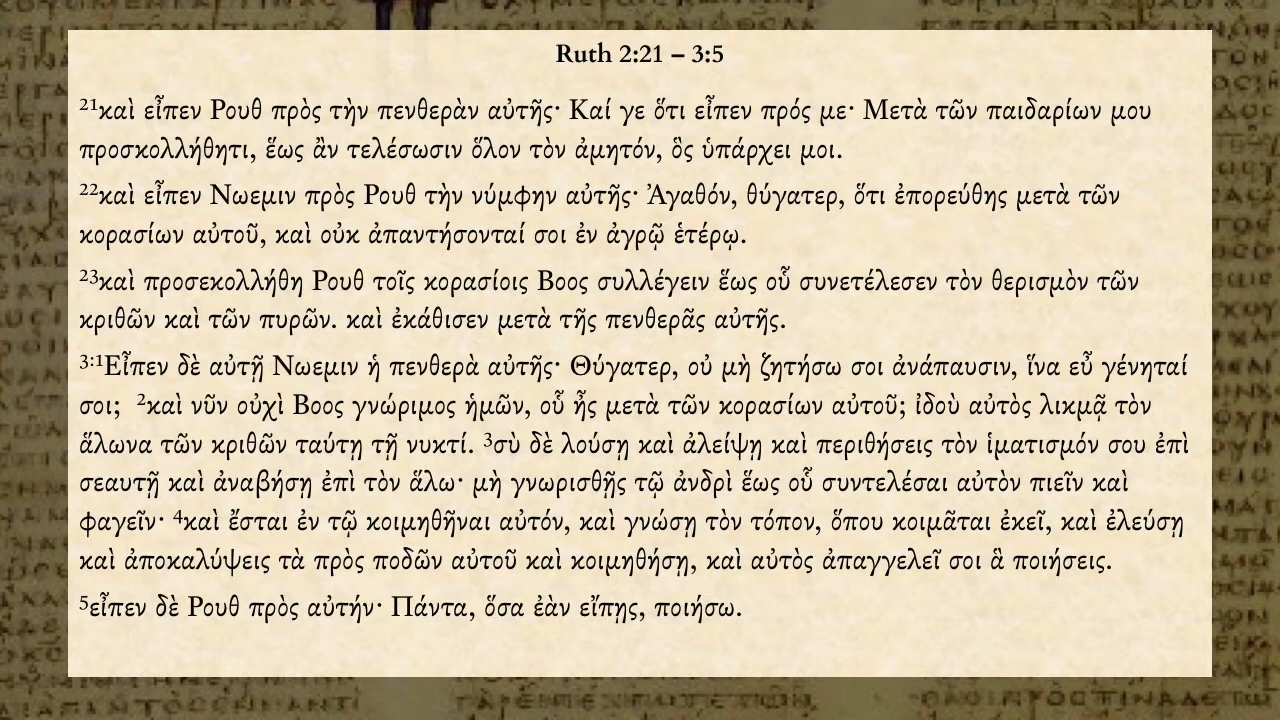 Ruth 2:21 – 3:5
²¹καὶ εἶπεν Ρουθ πρὸς τὴν πενθερὰν αὐτῆς· Καί γε ὅτι εἶπεν πρός με· Μετὰ τῶν παιδαρίων μου
προσκολλήθητι, ἕως ἂν τελέσωσιν ὅλον τὸν ἀμητόν, ὃς ὑπάρχει μοι.
²²καὶ εἶπεν Νωεμιν πρὸς Ρουθ τὴν νύμφην αὐτῆς· Ἀγαθόν, θύγατερ, ὅτι ἐπορεύθης μετὰ τῶν
κορασίων αὐτοῦ, καὶ οὐκ ἀπαντήσονταί σοι ἐν ἀγρῷ ἑτέρῳ.
²³καὶ προσεκολλήθη Ρουθ τοῖς κορασίοις Βοος συλλέγειν ἕως οὗ συνετέλεσεν τὸν θερισμὸν τῶν
κριθῶν καὶ τῶν πυρῶν. καὶ ἐκάθισεν μετὰ τῆς πενθερᾶς αὐτῆς.
³:¹Εἶπεν δὲ αὐτῇ Νωεμιν ἡ πενθερὰ αὐτῆς· Θύγατερ, οὐ μὴ ζητήσω σοι ἀνάπαυσιν, ἵνα εὖ γένηταί
σοι; ²καὶ νῦν οὐχὶ Βοος γνώριμος ἡμῶν, οὗ ἦς μετὰ τῶν κορασίων αὐτοῦ; ἰδοὺ αὐτὸς λικμᾷ τὸν
ἅλωνα τῶν κριθῶν ταύτῃ τῇ νυκτί. ³σὺ δὲ λούσῃ καὶ ἀλείψῃ καὶ περιθήσεις τὸν ἱματισμόν σου ἐπὶ
σεαυτῇ καὶ ἀναβήσῃ ἐπὶ τὸν ἅλω· μὴ γνωρισθῇς τῷ ἀνδρὶ ἕως οὗ συντελέσαι αὐτὸν πιεῖν καὶ
φαγεῖν· ⁴καὶ ἔσται ἐν τῷ κοιμηθῆναι αὐτόν, καὶ γνώσῃ τὸν τόπον, ὅπου κοιμᾶται ἐκεῖ, καὶ ἐλεύσῃ
καὶ ἀποκαλύψεις τὰ πρὸς ποδῶν αὐτοῦ καὶ κοιμηθήσῃ, καὶ αὐτὸς ἀπαγγελεῖ σοι ἃ ποιήσεις.
⁵εἶπεν δὲ Ρουθ πρὸς αὐτήν· Πάντα, ὅσα ἐὰν εἴπῃς, ποιήσω.